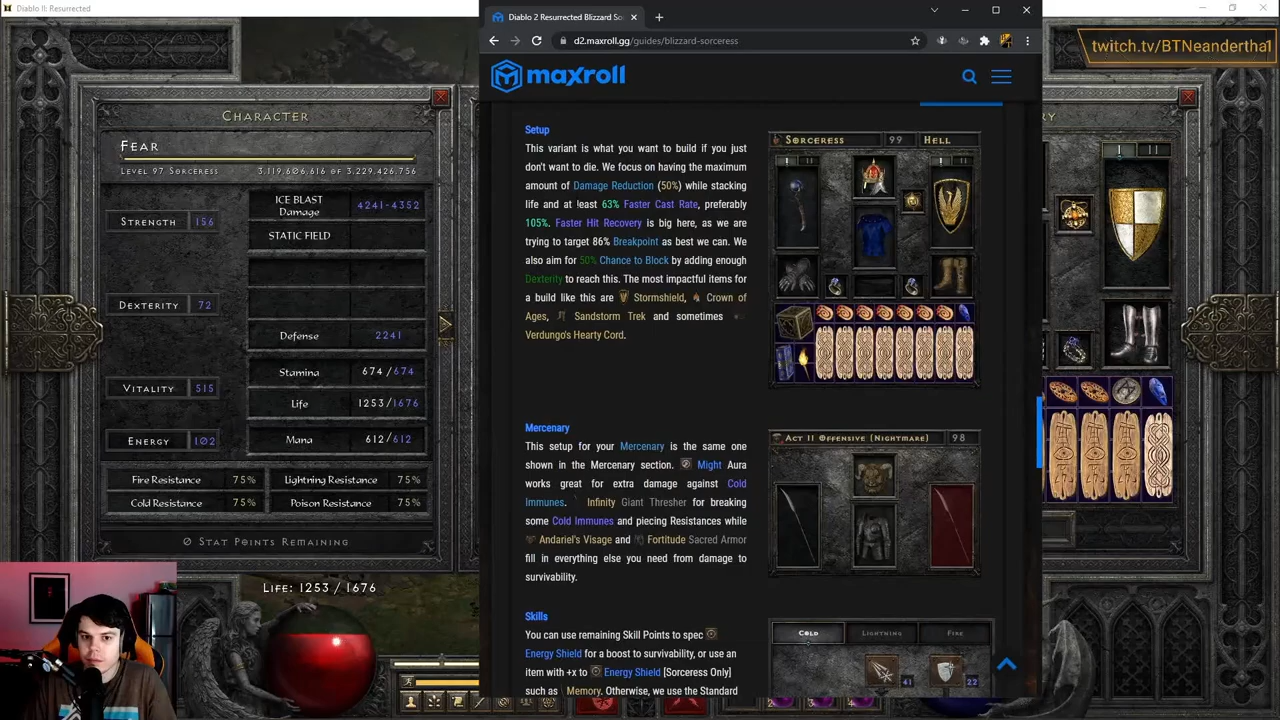 Diablo II: Resurrected
Diablo 2 Resurrected Blizzard So
d2.maxroll.gg/guides/blizzard-sorceress
twitch.tv/BTNeanderthal
maxroll
CHARACTER
FEAR
LEVEL 97 SORCERESS
3,119,606,616 OF 3,229,426,756
STRENGTH 156
ICE BLAST
Damage 4241-4352
STATIC FIELD
DEXTERITY 72
Defense 2241
Stamina 674/674
VITALITY 515
Life 1253/1676
ENERGY 102
Mana 612/612
Fire Resistance 75%
Lightning Resistance 75%
Cold Resistance 75%
Poison Resistance 75%
0 STAT POINTS REMAINING
LIFE: 1253 / 1676
Setup
This variant is what you want to build if you just
don't want to die. We focus on having the maximum
amount of Damage Reduction (50%) while stacking
life and at least 63% Faster Cast Rate, preferably
105%. Faster Hit Recovery is big here, as we are
trying to target 86% Breakpoint as best we can. We
also aim for 50% Chance to Block by adding enough
Dexterity to reach this. The most impactful items for
a build like this are Stormshield, Crown of
Ages, Sandstorm Trek and sometimes
Verdungo's Hearty Cord.
SORCERESS 99 HELL
I II
I II
I II
Mercenary
This setup for your Mercenary is the same one
shown in the Mercenary section. Might Aura
works great for extra damage against Cold
Immunes. Infinity Giant Thresher for breaking
some Cold Immunes and piecing Resistances while
Andariel's Visage and Fortitude Sacred Armor
fill in everything else you need from damage to
survivability.
ACT II OFFENSIVE (NIGHTMARE) 98
Skills
You can use remaining Skill Points to spec
Energy Shield for a boost to survivability, or use an
item with +x to Energy Shield [Sorceress Only]
such as Memory. Otherwise, we use the Standard
COLD LIGHTNING FIRE
41 22